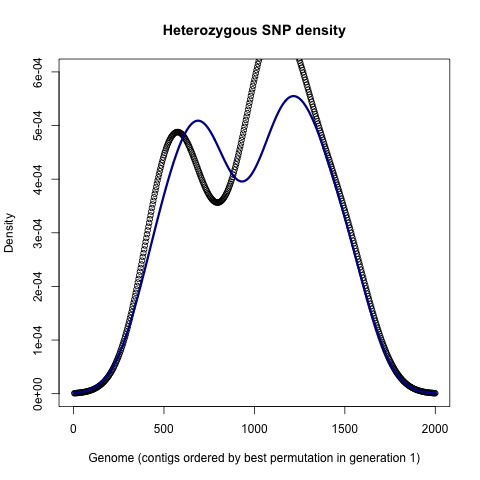 Heterozygous SNP density
Density
6e-04
5e-04
4e-04
3e-04
2e-04
1e-04
0e+00
0 500 1000 1500 2000
Genome (contigs ordered by best permutation in generation 1)